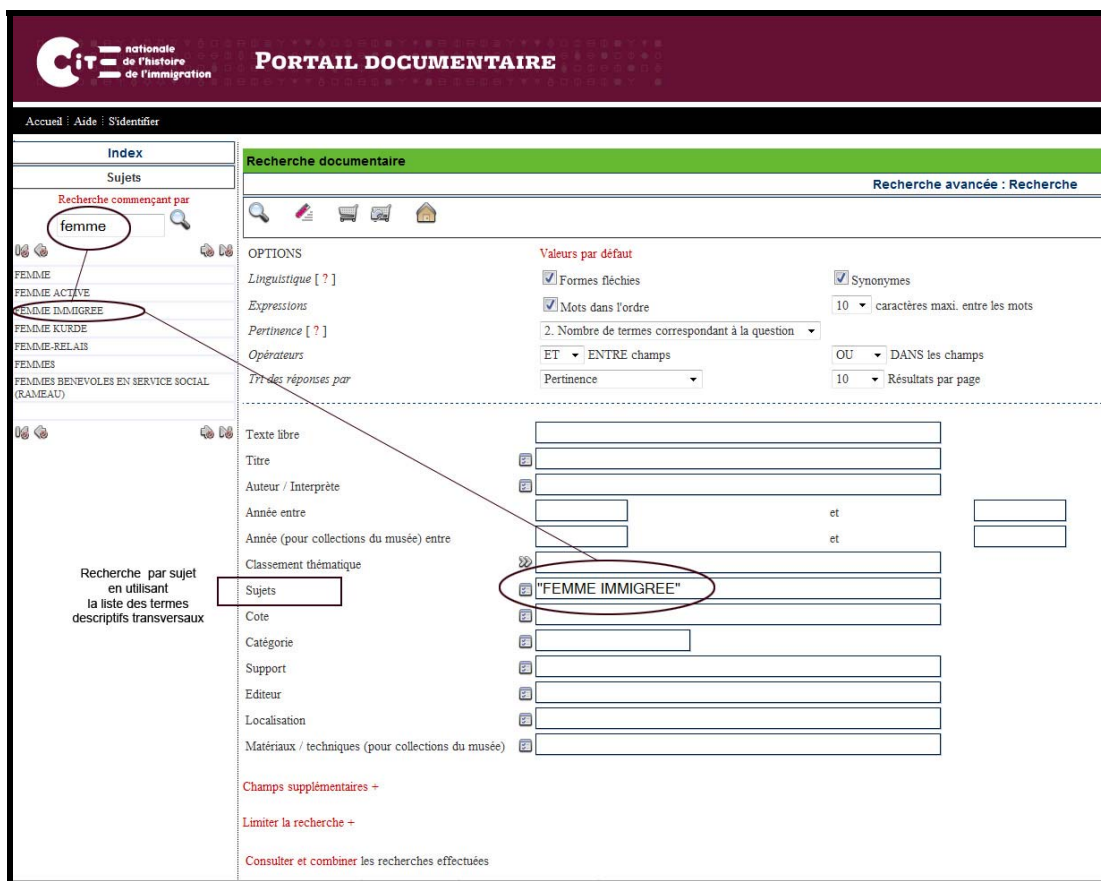 CiTE nationale
de l'histoire
de l'immigration
PORTAIL DOCUMENTAIRE
Accueil Aide S'identifier
Index
Sujets
Recherche commençant par
femme
FEMME
FEMME ACTIVE
FEMME IMMIGREE
FEMME KURDE
FEMME-RELAIS
FEMMES
FEMMES BENEVOLES EN SERVICE SOCIAL
(RAMEAU)
Recherche par sujet
en utilisant
la liste des termes
descriptifs transversaux
Recherche documentaire
Recherche avancée : Recherche
OPTIONS Valeurs par défaut
Linguistique [ ? ] Formes fléchies Synonymes
Expressions Mots dans l'ordre 10 caractères maxi. entre les mots
Pertinence [ ? ] 2. Nombre de termes correspondant à la question
Opérateurs ET ENTRE champs OU DANS les champs
Tri des réponses par Pertinence 10 Résultats par page
Texte libre
Titre
Auteur / Interprète
Année entre et
Année (pour collections du musée) entre et
Classement thématique
Sujets "FEMME IMMIGREE"
Cote
Catégorie
Support
Editeur
Localisation
Matériaux / techniques (pour collections du musée)
Champs supplémentaires +
Limiter la recherche +
Consulter et combiner les recherches effectuées